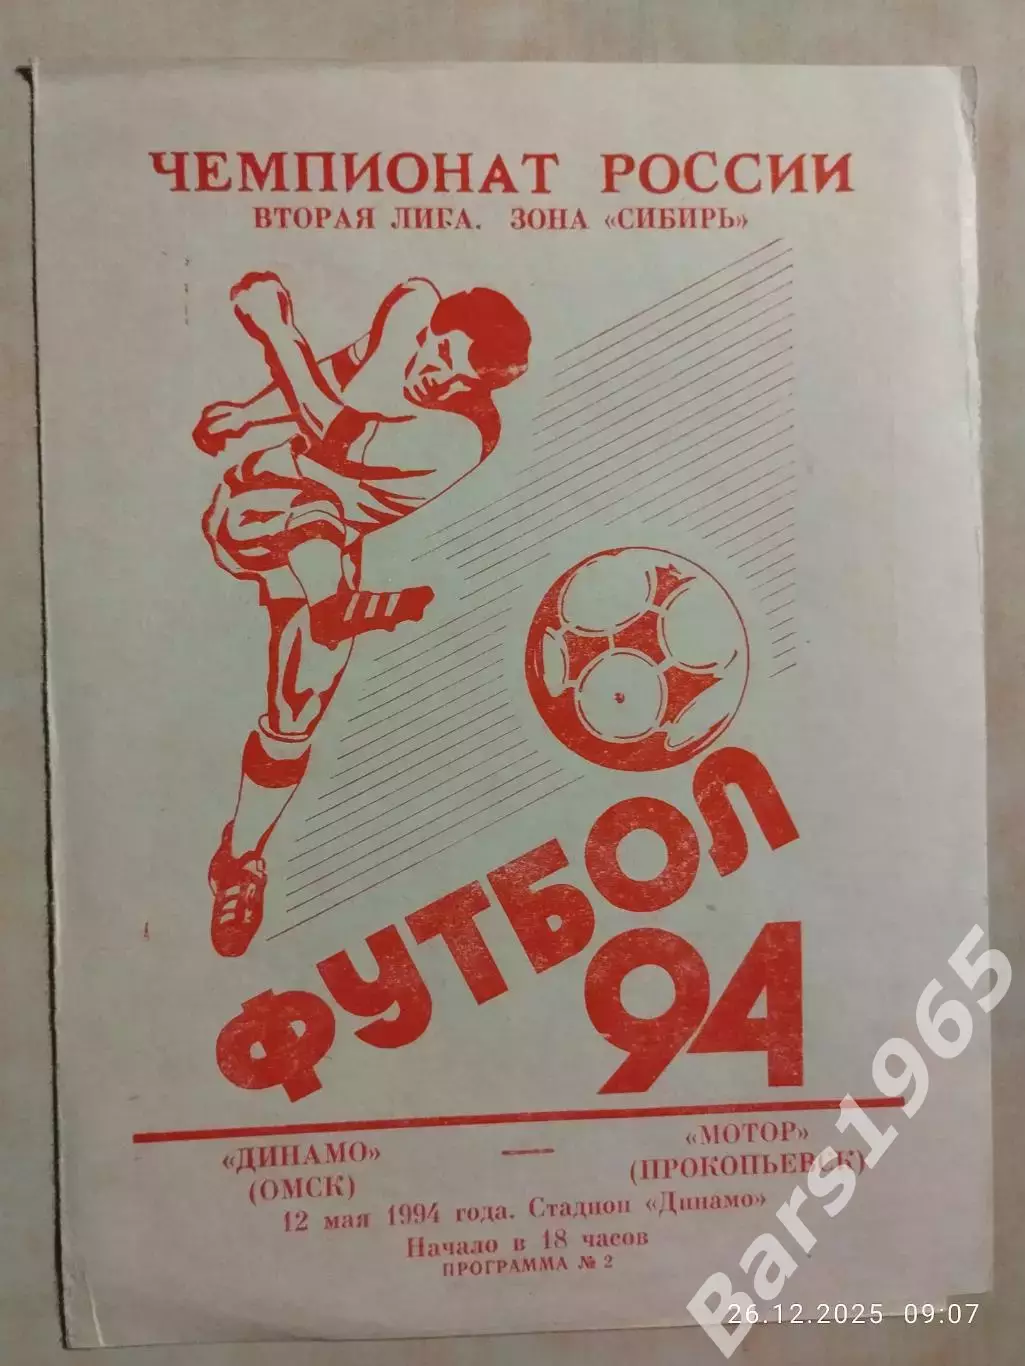 ЧЕМПИОНАТ РОССИИ
ВТОРАЯ ЛИГА. ЗОНА «СИБИРЬ»
ФУТБОЛ
94
«ДИНАМО» — «МОТОР»
(ОМСК) (ПРОКОПЬЕВСК)
12 мая 1994 года. Стадион «Динамо»
Начало в 18 часов
ПРОГРАММА № 2
Bars1965
26.12.2025 09:07